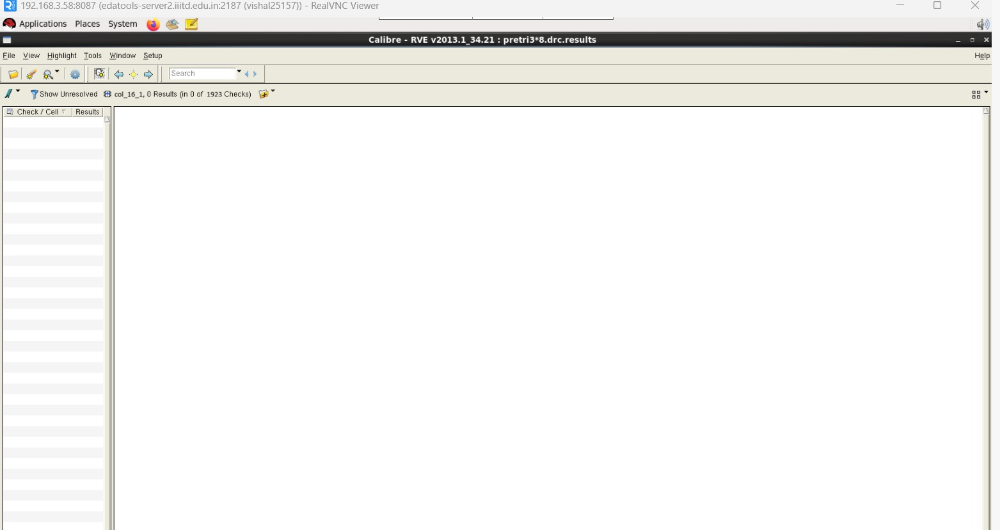 192.168.3.58:8087 (edatools-server2.iiitd.edu.in:2187 (vishal25157)) - RealVNC Viewer
Applications Places System
Calibre - RVE v2013.1_34.21 : pretri3*8.drc.results
File View Highlight Tools Window Setup Help
Search
Show Unresolved col_16_1, 0 Results (in 0 of 1923 Checks)
Check / Cell Results